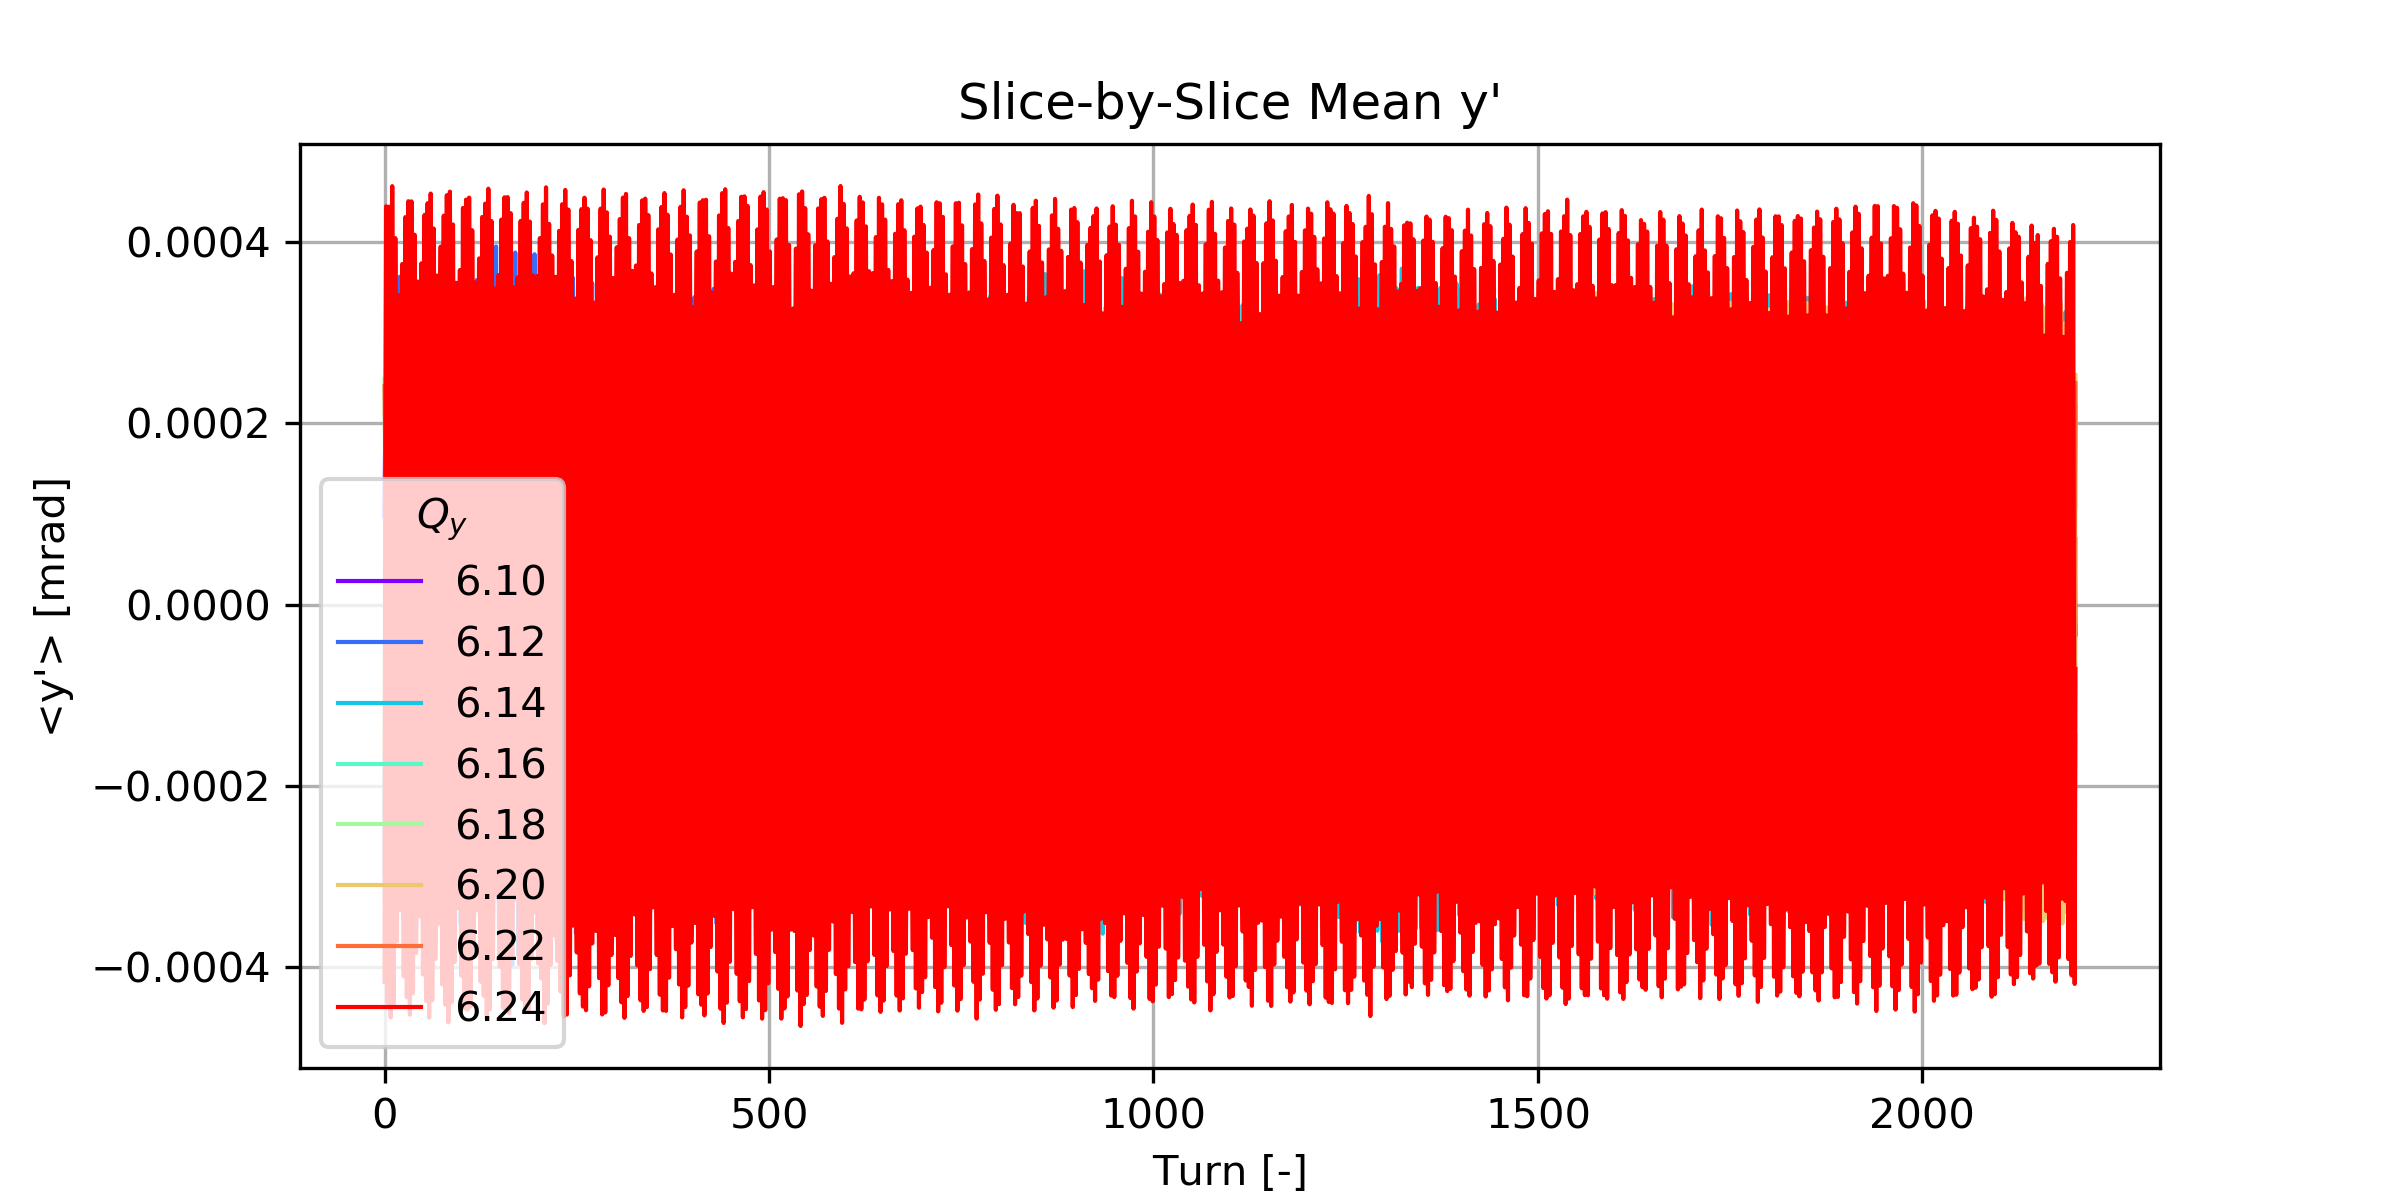 Slice-by-Slice Mean y'
<y'> [mrad]
0.0004
0.0002
0.0000
−0.0002
−0.0004
Q_y
6.10
6.12
6.14
6.16
6.18
6.20
6.22
6.24
0 500 1000 1500 2000
Turn [-]